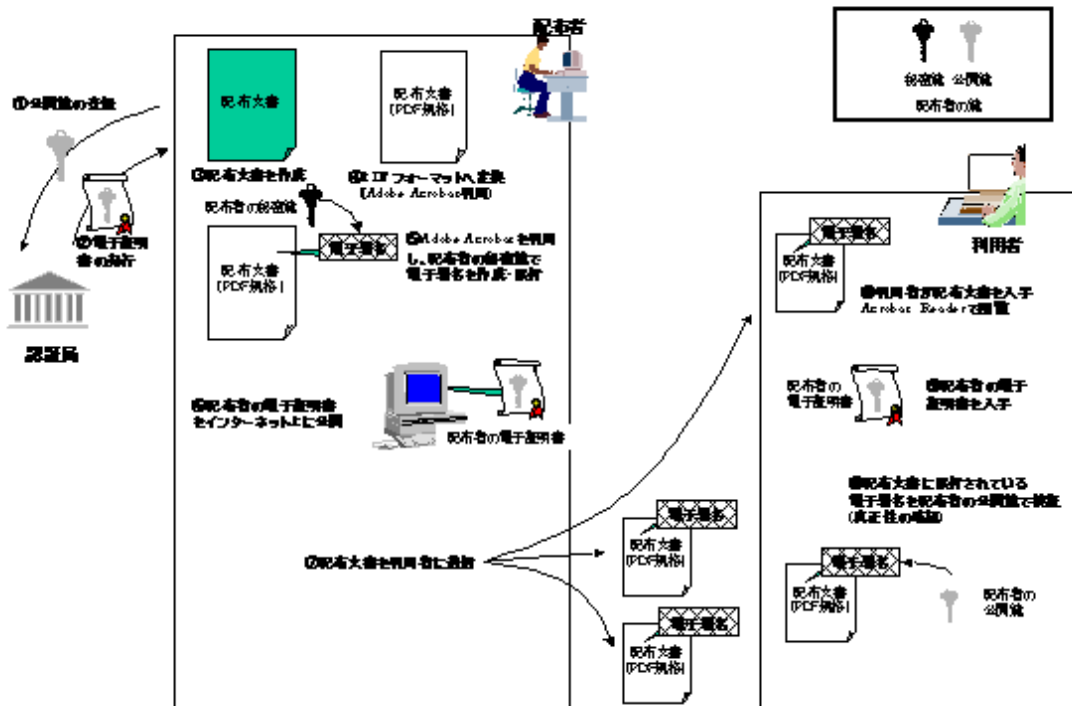 配布者
秘密鍵 公開鍵
配布者の鍵
①公開鍵の登録
②電子証明
書の発行
認証局
配布文書
③配布文書を作成
配布文書
(PDF規格)
④PDFフォーマットへ変換
(Adobe Acrobat利用)
配布者の秘密鍵
電子署名
配布文書
(PDF規格)
⑤Adobe Acrobatを利用
し、配布者の秘密鍵で
電子署名を作成・添付
⑥配布者の電子証明書
をインターネット上に公開
配布者の電子証明書
⑦配布文書を利用者に送付
電子署名
配布文書
(PDF規格)
電子署名
配布文書
(PDF規格)
利用者
電子署名
配布文書
(PDF規格)
⑧利用者が配布文書を入手
Acrobat Readerで閲覧
配布者の
電子証明書
⑨配布者の電子
証明書を入手
⑩配布文書に添付されている
電子署名を配布者の公開鍵で検証
(真正性の確認)
電子署名
配布文書
(PDF規格)
配布者の
公開鍵